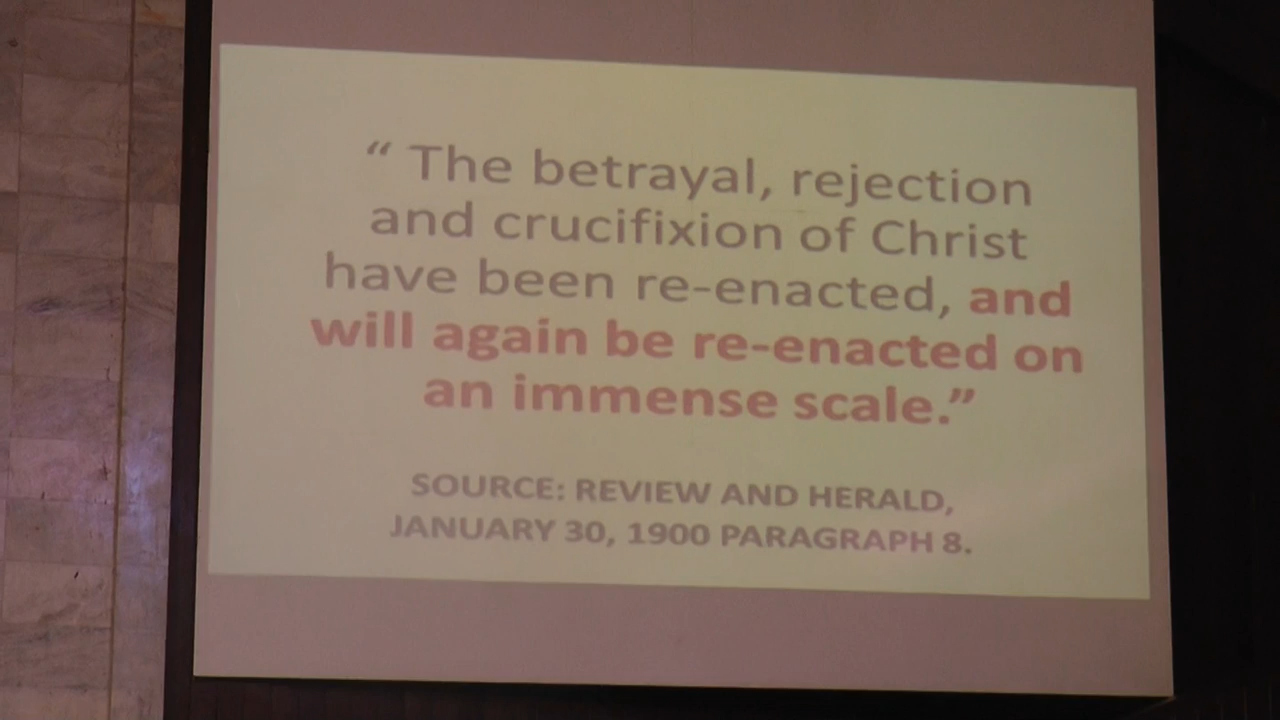 “ The betrayal, rejection
and crucifixion of Christ
have been re-enacted, and
will again be re-enacted on
an immense scale.”
SOURCE: REVIEW AND HERALD,
JANUARY 30, 1900 PARAGRAPH 8.